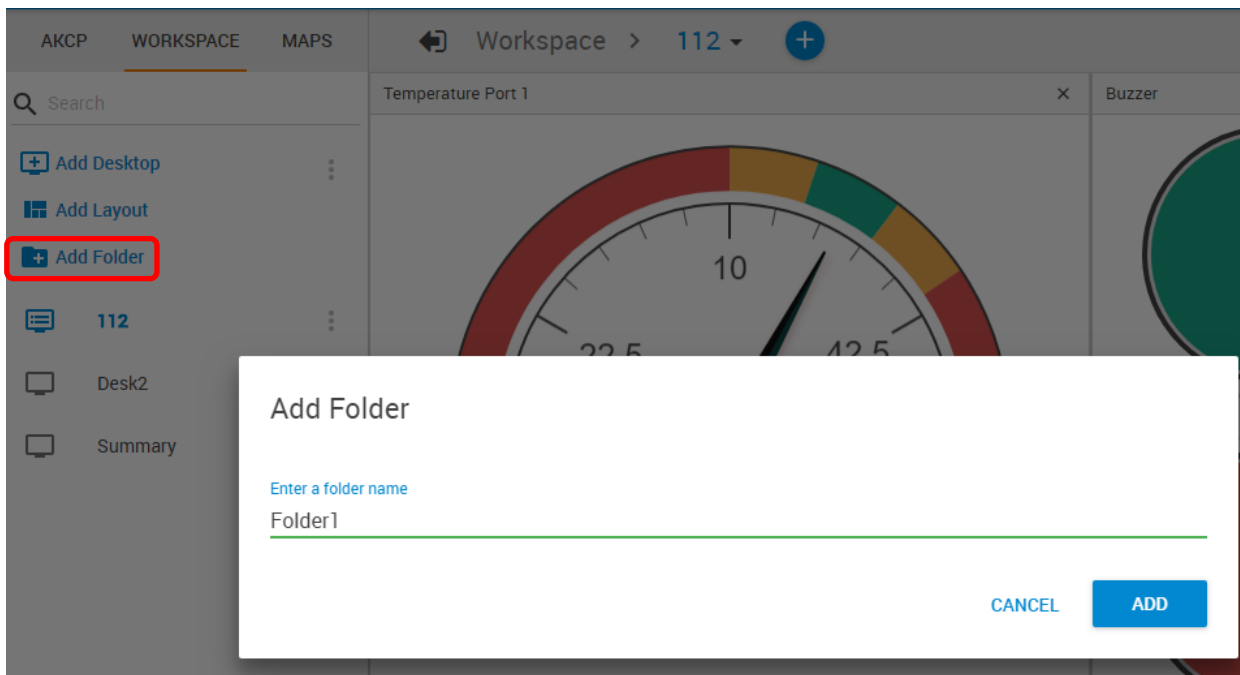 AKCP WORKSPACE MAPS
Workspace > 112
Search
Temperature Port 1
Buzzer
Add Desktop
Add Layout
Add Folder
112
Desk2
Summary
10
22.5
42.5
Add Folder
Enter a folder name
Folder1
CANCEL ADD